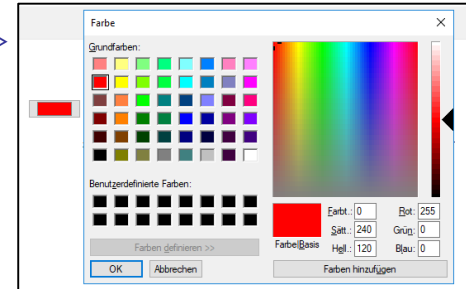 Farbe
Grundfarben:
Benutzerdefinierte Farben:
Farben definieren >>
OK Abbrechen
Farbe|Basis
Farbt.: 0 Rot: 255
Sätt.: 240 Grün: 0
Hell.: 120 Blau: 0
Farben hinzufügen